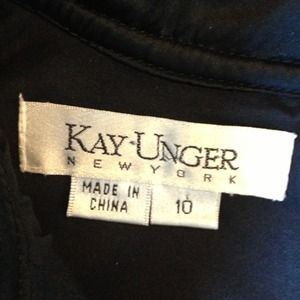 KAY UNGER
NEW YORK
MADE IN
CHINA
10